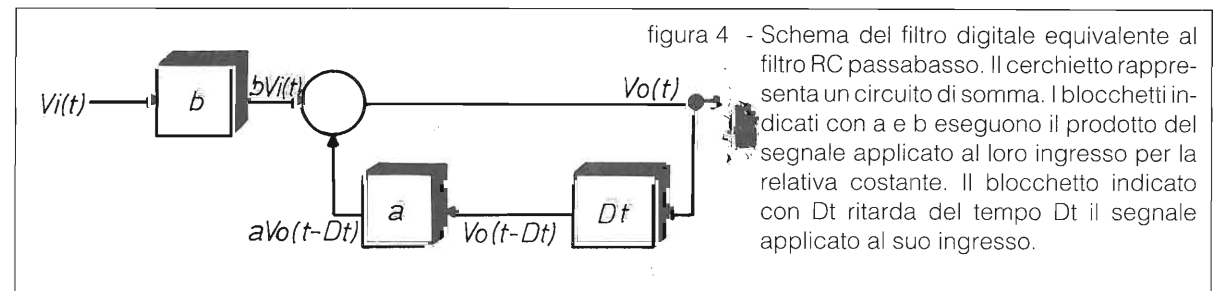 figura 4 - Schema del filtro digitale equivalente al
filtro RC passabasso. Il cerchietto rappre-
senta un circuito di somma. I blocchetti in-
dicati con a e b eseguono il prodotto del
segnale applicato al loro ingresso per la
relativa costante. Il blocchetto indicato
con Dt ritarda del tempo Dt il segnale
applicato al suo ingresso.
Vi(t)
b
bVi(t)
Vo(t)
a
Dt
aVo(t-Dt)
Vo(t-Dt)